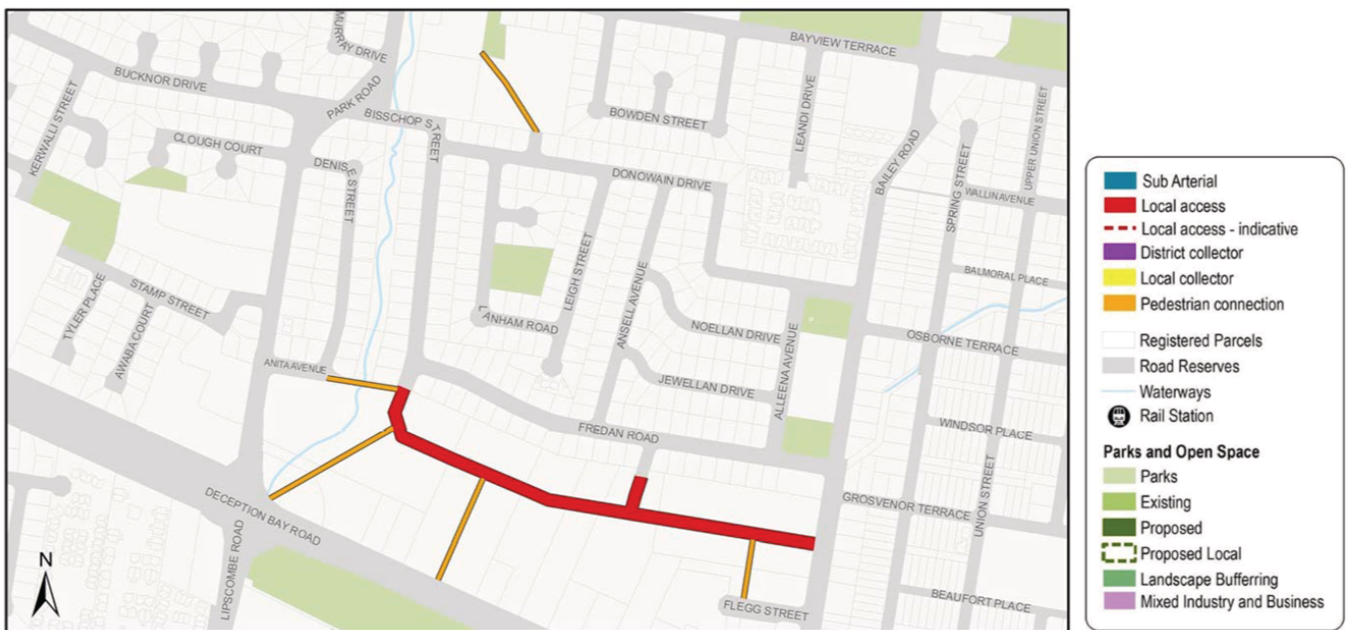 BAYVIEW TERRACE
MURRAY DRIVE
BUCKNOR DRIVE
PARK ROAD
KERWALLI STREET
BISSCHOP STREET
BOWDEN STREET
LEANDI DRIVE
BAILEY ROAD
SPRING STREET
UPPER UNION STREET
CLOUGH COURT
DENISE STREET
DONOWAIN DRIVE
WALLIN AVENUE
STAMP STREET
TYLER PLACE
AWABA COURT
LEIGH STREET
ANSELL AVENUE
LANHAM ROAD
NOELLAN DRIVE
BALMORAL PLACE
OSBORNE TERRACE
ANITA AVENUE
JEWELLAN DRIVE
ALLEENA AVENUE
FREDAN ROAD
WINDSOR PLACE
UNION STREET
GROSVENOR TERRACE
DECEPTION BAY ROAD
LIPSCOMBE ROAD
FLEGG STREET
BEAUFORT PLACE
N
Sub Arterial
Local access
Local access - indicative
District collector
Local collector
Pedestrian connection
Registered Parcels
Road Reserves
Waterways
Rail Station
Parks and Open Space
Parks
Existing
Proposed
Proposed Local
Landscape Bufferring
Mixed Industry and Business